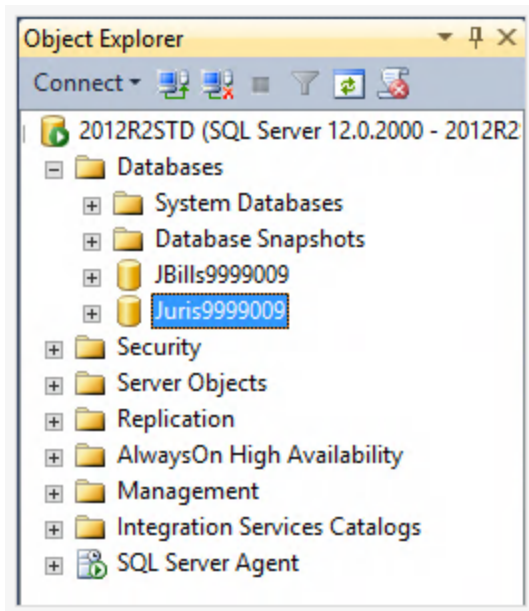 Object Explorer
Connect
2012R2STD (SQL Server 12.0.2000 - 2012R2
Databases
System Databases
Database Snapshots
JBills9999009
Juris9999009
Security
Server Objects
Replication
AlwaysOn High Availability
Management
Integration Services Catalogs
SQL Server Agent